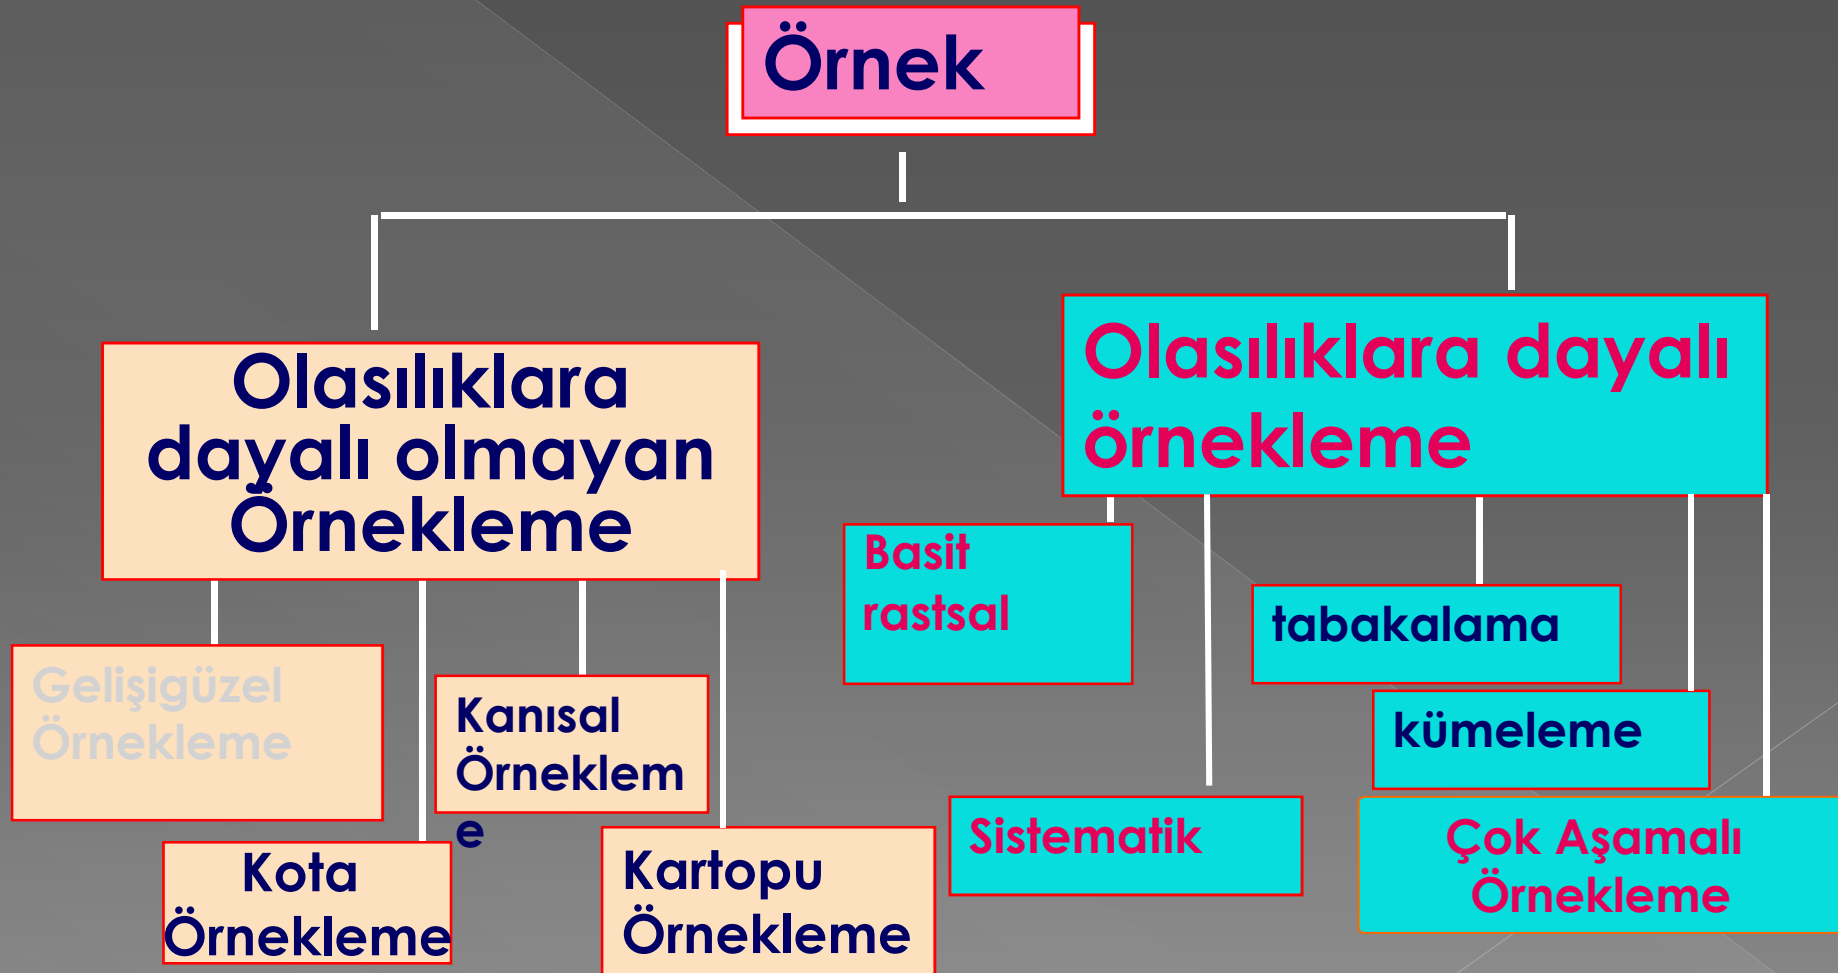 Örnek
Olasılıklara
dayalı olmayan
Örnekleme
Olasılıklara dayalı
örnekleme
Gelişigüzel
Örnekleme
Kota
Örnekleme
Kanısal
Örneklem
e
Kartopu
Örnekleme
Basit
rastsal
Sistematik
tabakalama
kümeleme
Çok Aşamalı
Örnekleme